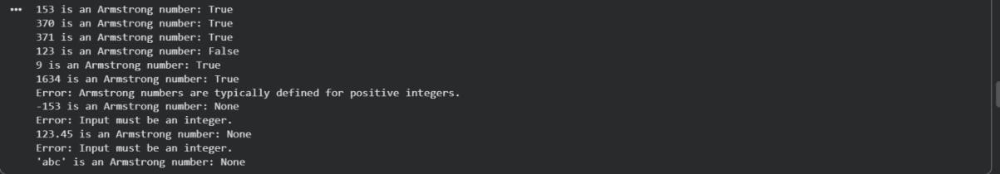 153 is an Armstrong number: True
370 is an Armstrong number: True
371 is an Armstrong number: True
123 is an Armstrong number: False
9 is an Armstrong number: True
1634 is an Armstrong number: True
Error: Armstrong numbers are typically defined for positive integers.
-153 is an Armstrong number: None
Error: Input must be an integer.
123.45 is an Armstrong number: None
Error: Input must be an integer.
'abc' is an Armstrong number: None